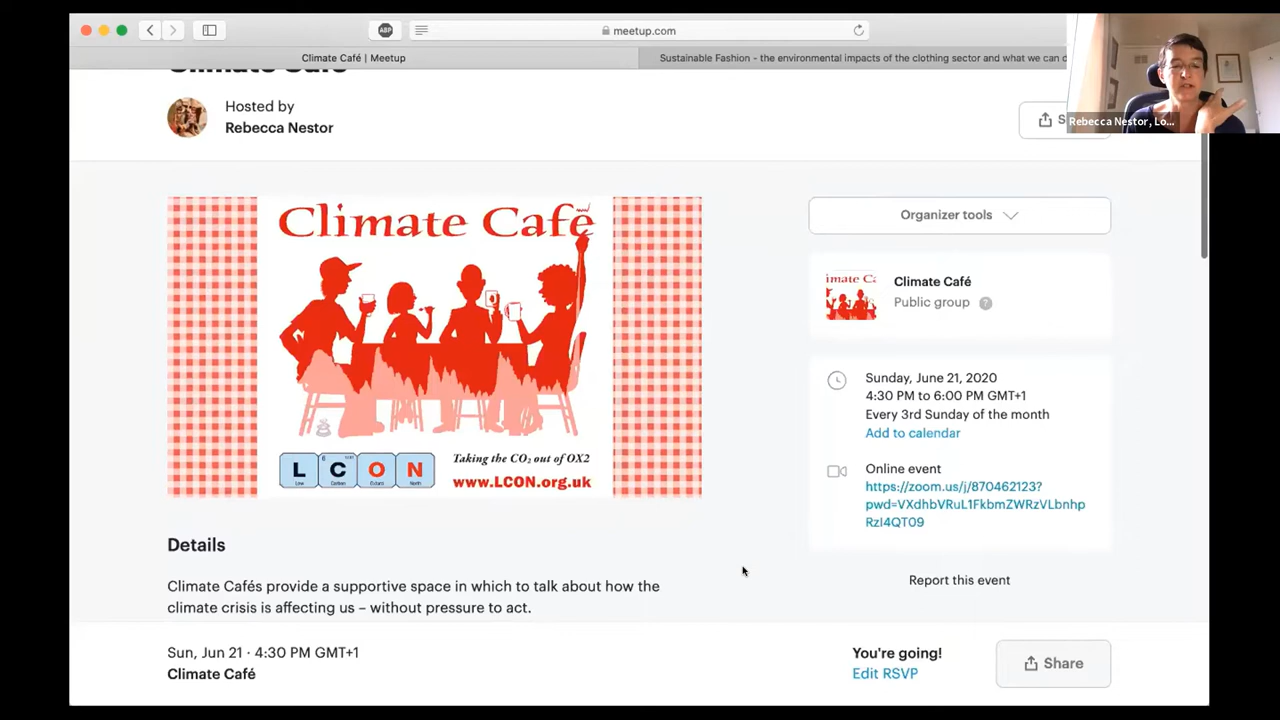 ABP
meetup.com
Climate Café | Meetup
Sustainable Fashion - the environmental impacts of the clothing sector and what we can d
Climate Café
Hosted by
Rebecca Nestor
Rebecca Nestor, Lo...
Climate Café
L C O N
Low Carbon Oxford North
Taking the CO2 out of OX2
www.LCON.org.uk
Organizer tools
Climate Café
Public group ?
Sunday, June 21, 2020
4:30 PM to 6:00 PM GMT+1
Every 3rd Sunday of the month
Add to calendar
Online event
https://zoom.us/j/870462123?
pwd=VXdhbVRuL1FkbmZWRzVLbnhp
RzI4QT09
Report this event
Details
Climate Cafés provide a supportive space in which to talk about how the
climate crisis is affecting us – without pressure to act.
Sun, Jun 21 · 4:30 PM GMT+1
Climate Café
You're going!
Edit RSVP
Share